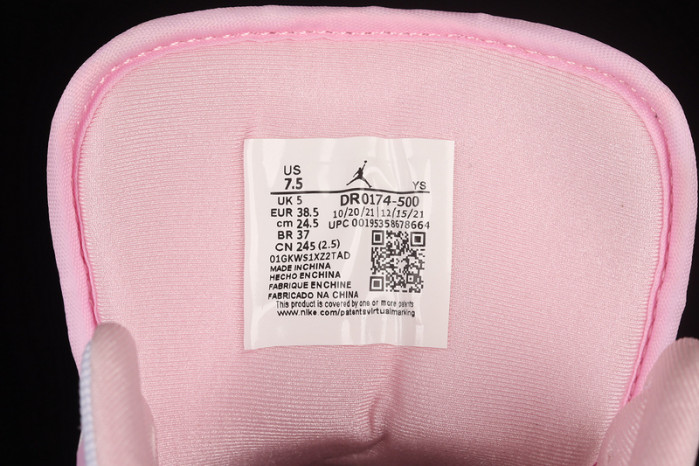 US
7.5 YS
UK 5 DR0174-500
EUR 38.5 10/20/21 12/15/21
cm 24.5 UPC 00195358678664
BR 37
CN 245 (2.5)
01GKWS1XZ2TAD
MADE IN CHINA
HECHO EN CHINA
FABRIQUE EN CHINE
FABRICADO NA CHINA
This product is covered by one or more patents
www.nike.com/patentsvirtualmarking